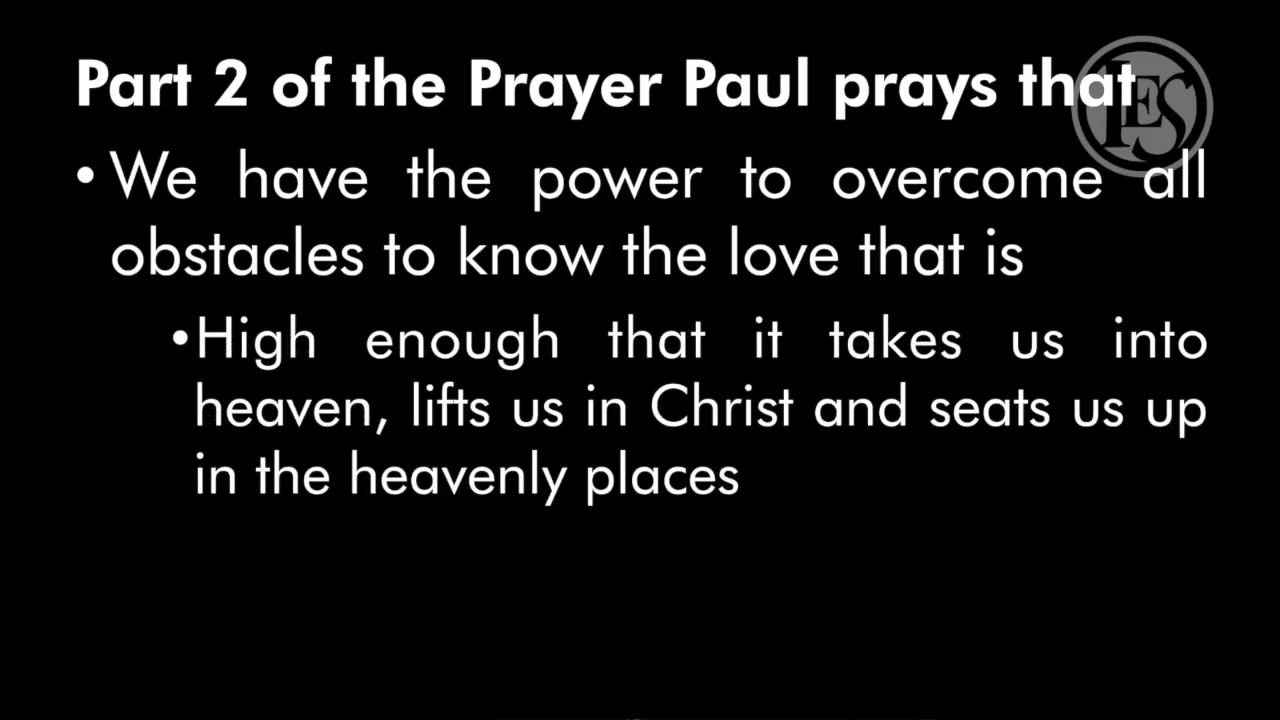 Part 2 of the Prayer Paul prays that
• We have the power to overcome all
obstacles to know the love that is
•High enough that it takes us into
heaven, lifts us in Christ and seats us up
in the heavenly places
LES